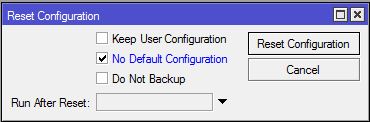 Reset Configuration
Keep User Configuration
Reset Configuration
No Default Configuration
Cancel
Do Not Backup
Run After Reset: